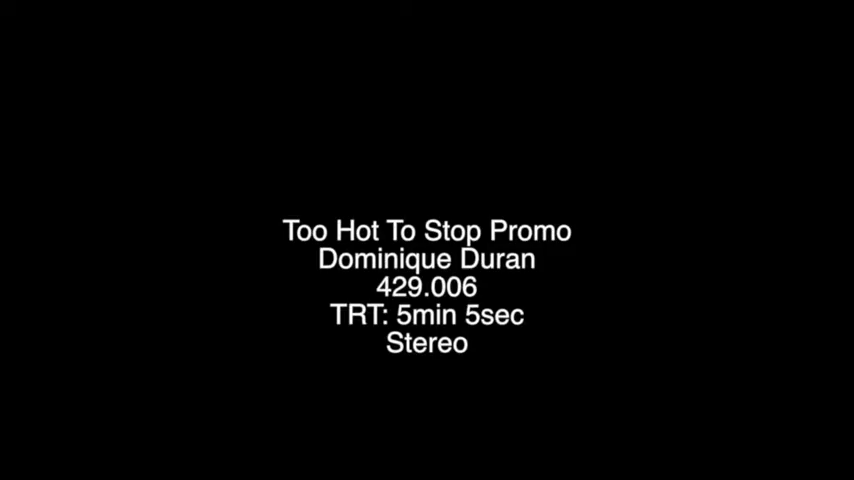 Too Hot To Stop Promo
Dominique Duran
429.006
TRT: 5min 5sec
Stereo